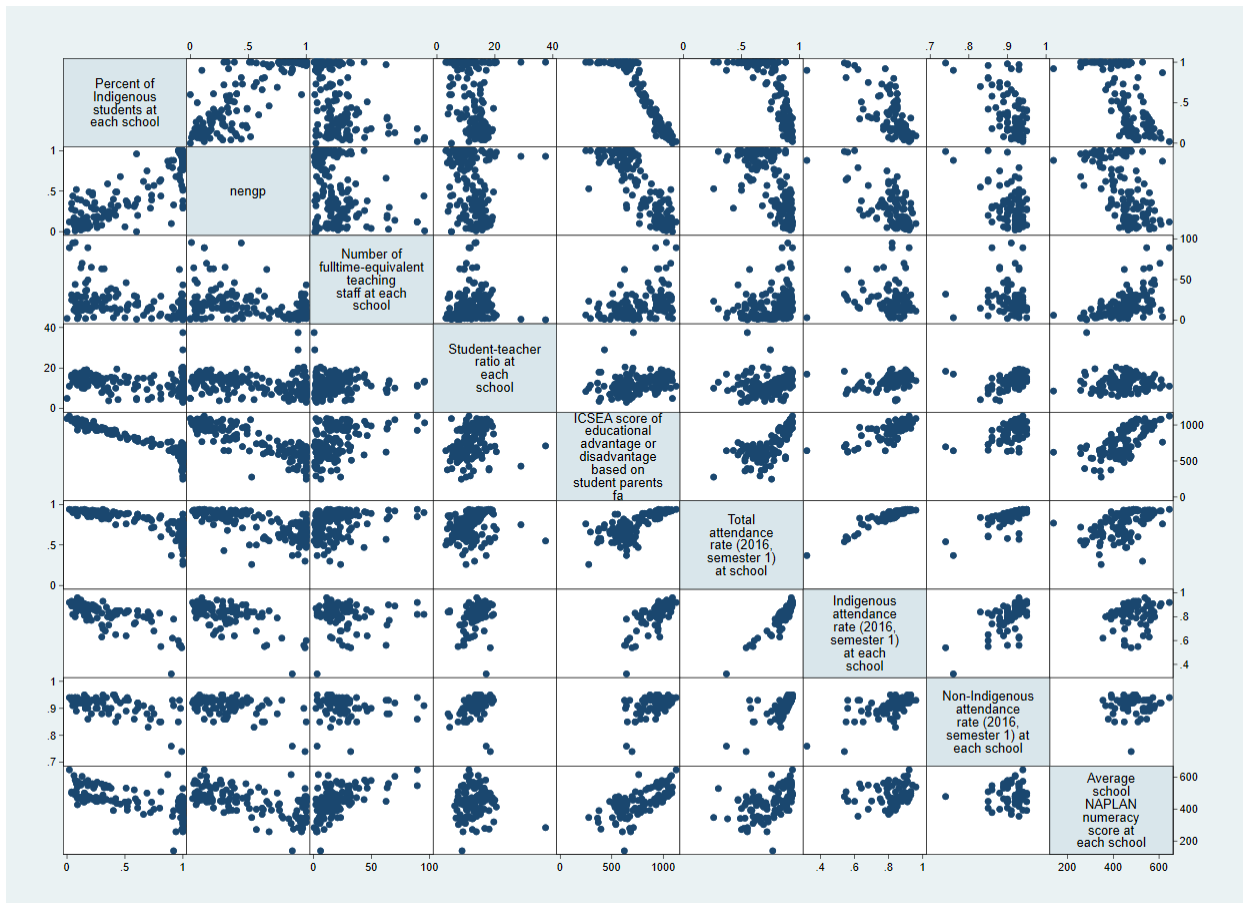 0 .5 1
0 20 40
0 .5 1
.7 .8 .9 1
Percent of
Indigenous
students at
each school
1
.5
0
1
.5
0
nengp
Number of
fulltime-equivalent
teaching
staff at each
school
100
50
0
40
20
0
Student-teacher
ratio at
each
school
ICSEA score of
educational
advantage or
disadvantage
based on
student parents
fa
1000
500
0
1
.5
0
Total
attendance
rate (2016,
semester 1)
at school
Indigenous
attendance
rate (2016,
semester 1)
at each
school
1
.8
.6
.4
1
.9
.8
.7
Non-Indigenous
attendance
rate (2016,
semester 1) at
each school
Average
school
NAPLAN
numeracy
score at
each school
600
400
200
0 .5 1
0 50 100
0 500 1000
.4 .6 .8 1
200 400 600